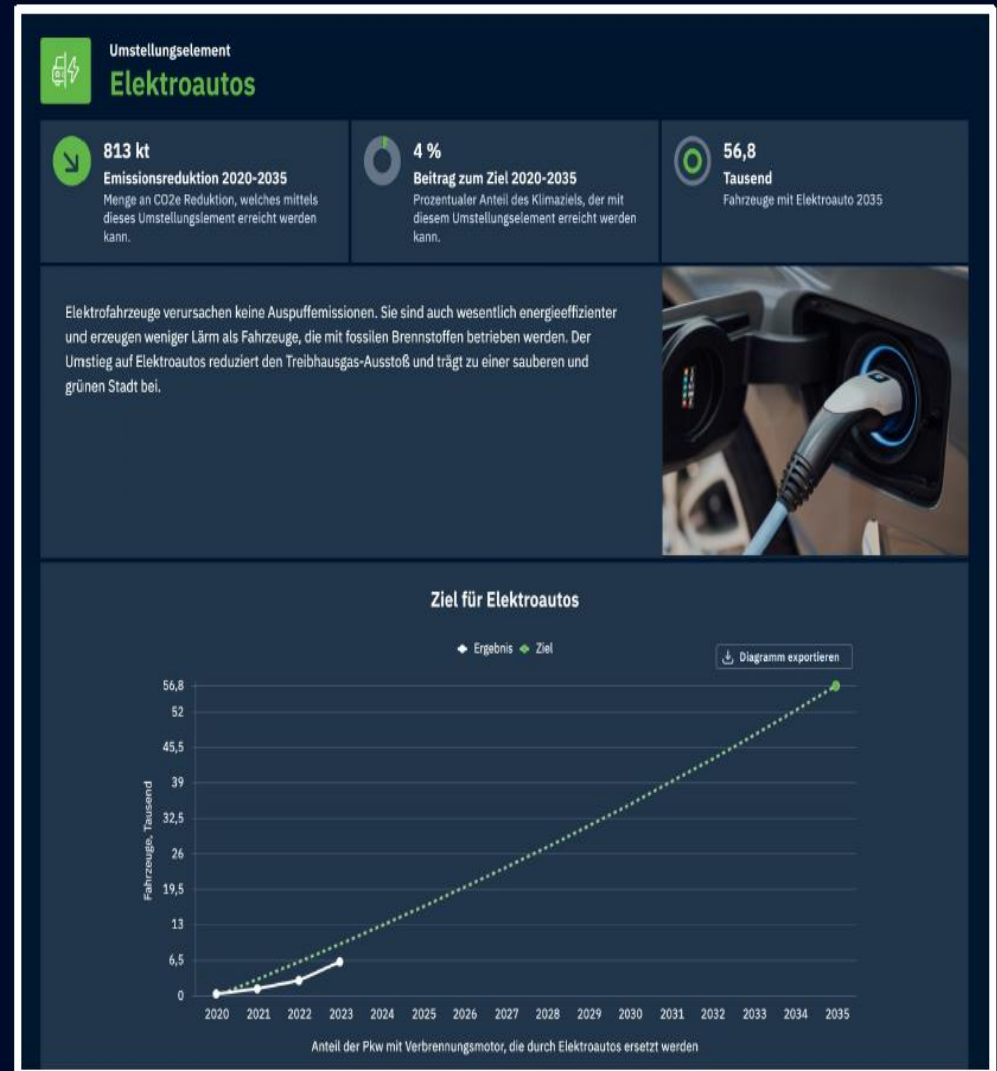 Umstellungselement
Elektroautos
813 kt
Emissionsreduktion 2020-2035
Menge an CO2e Reduktion, welches mittels
dieses Umstellungslement erreicht werden
kann.
4 %
Beitrag zum Ziel 2020-2035
Prozentualer Anteil des Klimaziels, der mit
diesem Umstellungselement erreicht werden
kann.
56,8
Tausend
Fahrzeuge mit Elektroauto 2035
Elektrofahrzeuge verursachen keine Auspuffemissionen. Sie sind auch wesentlich energieeffizienter
und erzeugen weniger Lärm als Fahrzeuge, die mit fossilen Brennstoffen betrieben werden. Der
Umstieg auf Elektroautos reduziert den Treibhausgas-Ausstoß und trägt zu einer sauberen und
grünen Stadt bei.
Ziel für Elektroautos
Ergebnis Ziel
Diagramm exportieren
Fahrzeuge, Tausend
56,8
52
45,5
39
32,5
26
19,5
13
6,5
0
2020 2021 2022 2023 2024 2025 2026 2027 2028 2029 2030 2031 2032 2033 2034 2035
Anteil der Pkw mit Verbrennungsmotor, die durch Elektroautos ersetzt werden